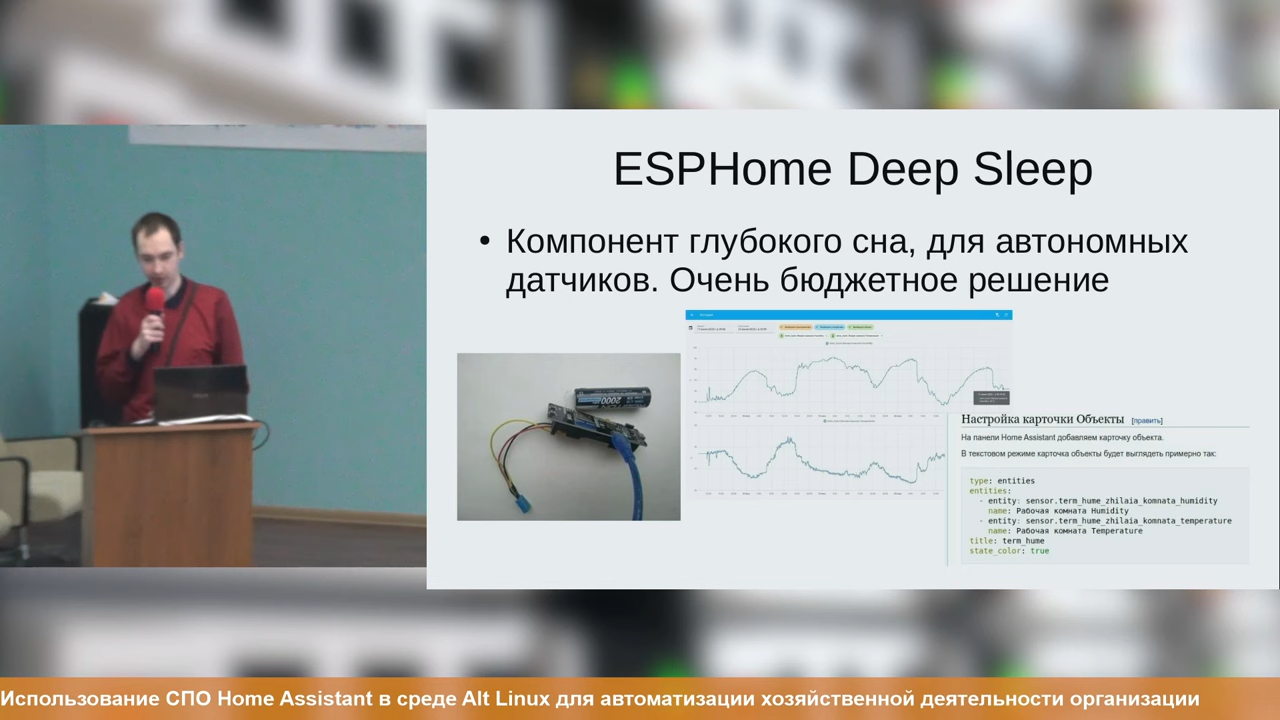 ESPHome Deep Sleep
• Компонент глубокого сна, для автономных
датчиков. Очень бюджетное решение
2000
Настройка карточки Объекты [править]
На панели Home Assistant добавляем карточку объекта.
В текстовом режиме карточка объекты будет выглядеть примерно так:
type: entities
entities:
- entity: sensor.term_hume_zhilaia_komnata_humidity
name: Рабочая комната Humidity
- entity: sensor.term_hume_zhilaia_komnata_temperature
name: Рабочая комната Temperature
title: term_hume
state_color: true
Использование СПО Home Assistant в среде Alt Linux для автоматизации хозяйственной деятельности организации